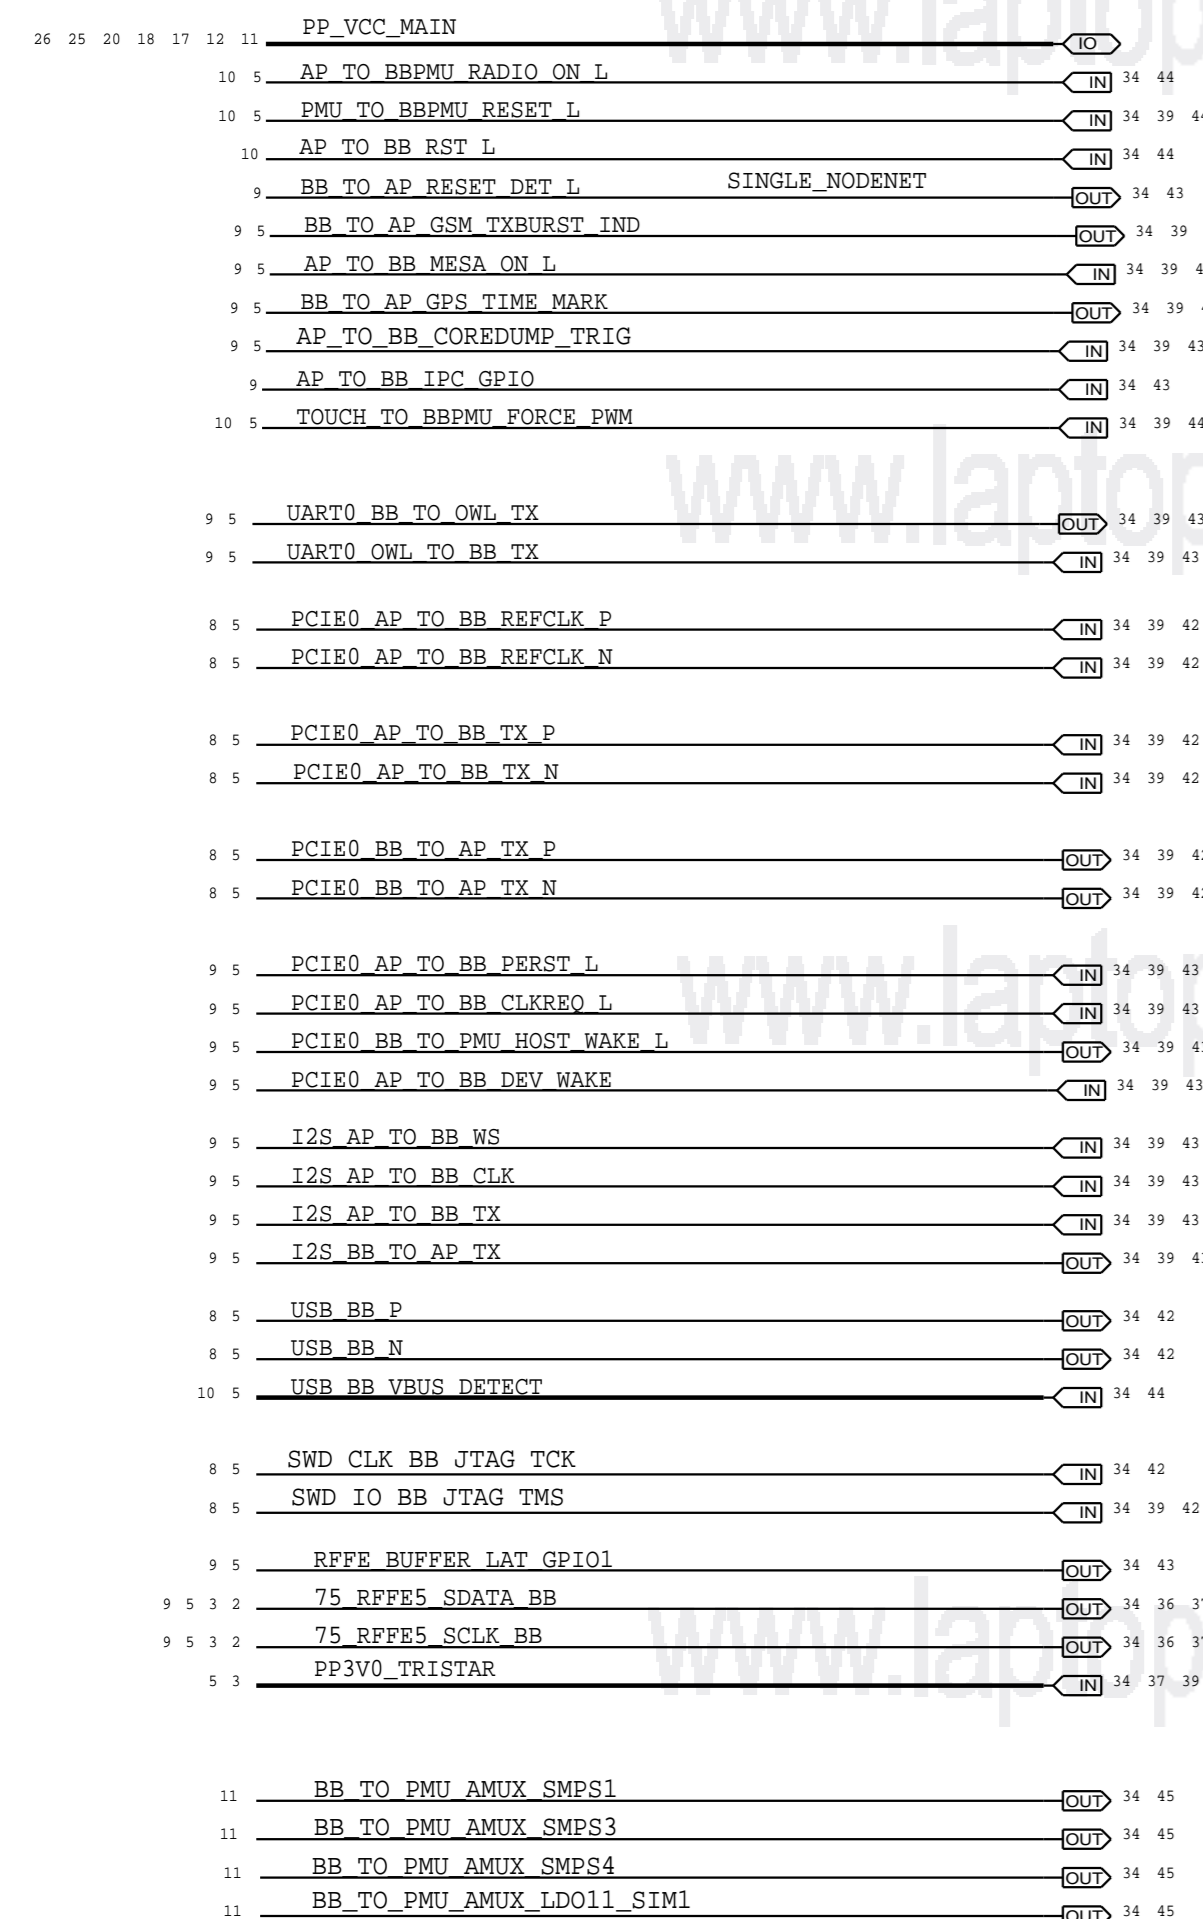 www.laptop
PP_VCC_MAIN
26 25 20 18 17 12 11 IO
10 5 AP_TO_BBPMU_RADIO_ON_L IN 34 44
10 5 PMU_TO_BBPMU_RESET_L IN 34 39
10 AP_TO_BB_RST_L IN 34 44
9 BB_TO_AP_RESET_DET_L SINGLE_NODENET OUT 34 43
9 5 BB_TO_AP_GSM_TXBURST_IND OUT 34 39
9 5 AP_TO_BB_MESA_ON_L IN 34 39
9 5 BB_TO_AP_GPS_TIME_MARK OUT 34 39
9 5 AP_TO_BB_COREDUMP_TRIG IN 34 39 43
9 AP_TO_BB_IPC_GPIO IN 34 43
10 5 TOUCH_TO_BBPMU_FORCE_PWM IN 34 39 44
www.laptop
9 5 UART0_BB_TO_OWL_TX OUT 34 39 43
9 5 UART0_OWL_TO_BB_TX IN 34 39 43
8 5 PCIE0_AP_TO_BB_REFCLK_P IN 34 39 42
8 5 PCIE0_AP_TO_BB_REFCLK_N IN 34 39 42
8 5 PCIE0_AP_TO_BB_TX_P IN 34 39 42
8 5 PCIE0_AP_TO_BB_TX_N IN 34 39 42
8 5 PCIE0_BB_TO_AP_TX_P OUT 34 39
8 5 PCIE0_BB_TO_AP_TX_N OUT 34 39
www.laptop
9 5 PCIE0_AP_TO_BB_PERST_L IN 34 39 43
9 5 PCIE0_AP_TO_BB_CLKREQ_L IN 34 39 43
9 5 PCIE0_BB_TO_PMU_HOST_WAKE_L OUT 34 39
9 5 PCIE0_AP_TO_BB_DEV_WAKE IN 34 39 43
9 5 I2S_AP_TO_BB_WS IN 34 39 43
9 5 I2S_AP_TO_BB_CLK IN 34 39 43
9 5 I2S_AP_TO_BB_TX IN 34 39 43
9 5 I2S_BB_TO_AP_TX OUT 34 39
8 5 USB_BB_P OUT 34 42
8 5 USB_BB_N OUT 34 42
10 5 USB_BB_VBUS_DETECT IN 34 44
8 5 SWD_CLK_BB_JTAG_TCK IN 34 42
8 5 SWD_IO_BB_JTAG_TMS IN 34 39 42
9 5 RFFE_BUFFER_LAT_GPIO1 OUT 34 43
9 5 3 2 75_RFFE5_SDATA_BB OUT 34 36 37
9 5 3 2 75_RFFE5_SCLK_BB OUT 34 36 37
www.laptop
5 3 PP3V0_TRISTAR IN 34 37 39
11 BB_TO_PMU_AMUX_SMPS1 OUT 34 45
11 BB_TO_PMU_AMUX_SMPS3 OUT 34 45
11 BB_TO_PMU_AMUX_SMPS4 OUT 34 45
11 BB_TO_PMU_AMUX_LDO11_SIM1 OUT 34 45